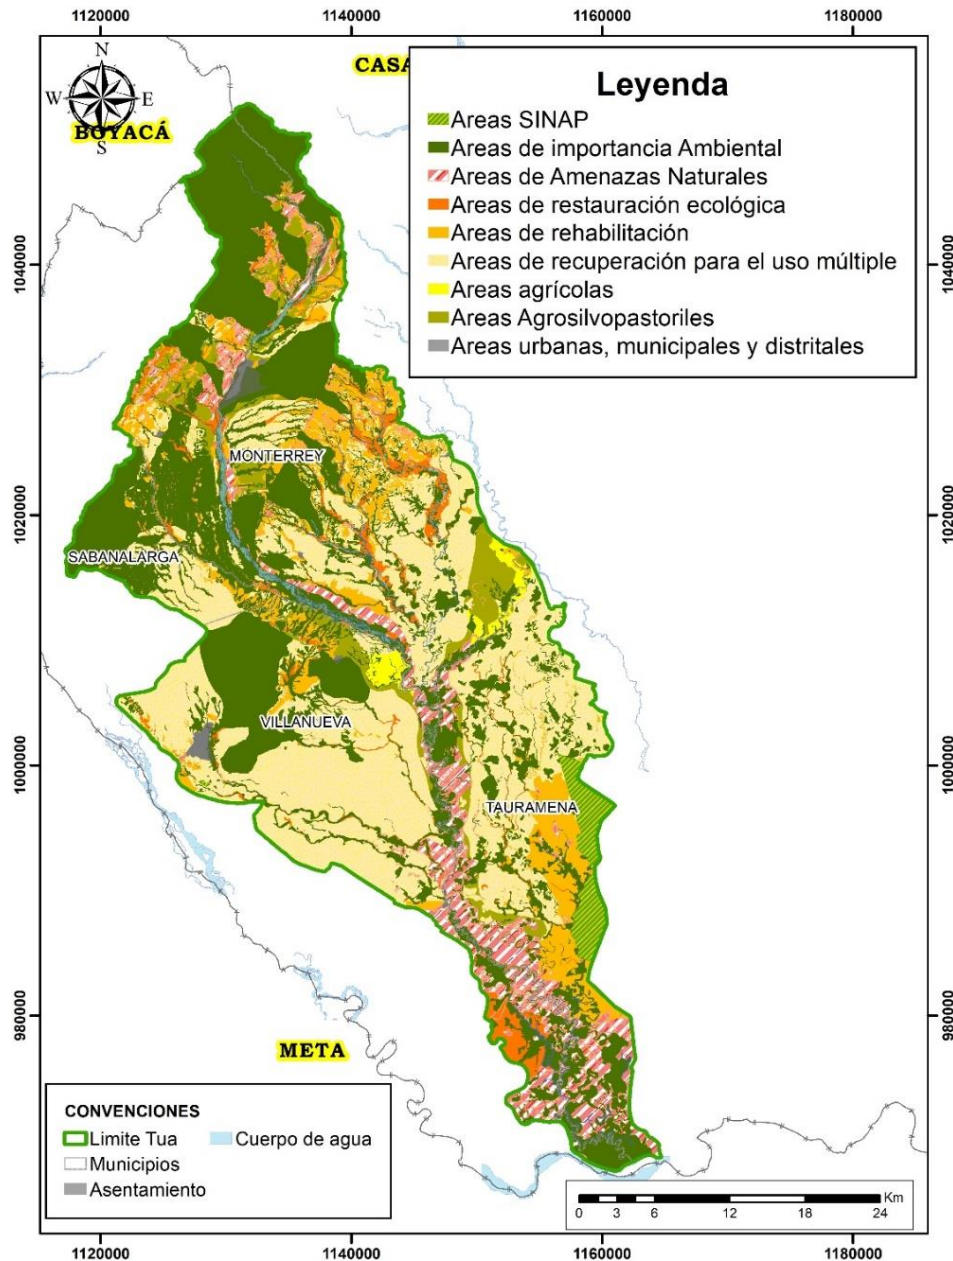 1120000 1140000 1160000 1180000
N
W E
S
BOYACÁ
CASA
Leyenda
Areas SINAP
Areas de importancia Ambiental
Areas de Amenazas Naturales
Areas de restauración ecológica
Areas de rehabilitación
Areas de recuperación para el uso múltiple
Areas agrícolas
Areas Agrosilvopastoriles
Areas urbanas, municipales y distritales
1040000 1040000
MONTERREY
1020000 1020000
SABANALARGA
VILLANUEVA
1000000 1000000
TAURAMENA
980000 980000
META
CONVENCIONES
Limite Tua Cuerpo de agua
Municipios
Asentamiento
Km
0 3 6 12 18 24
1120000 1140000 1160000 1180000